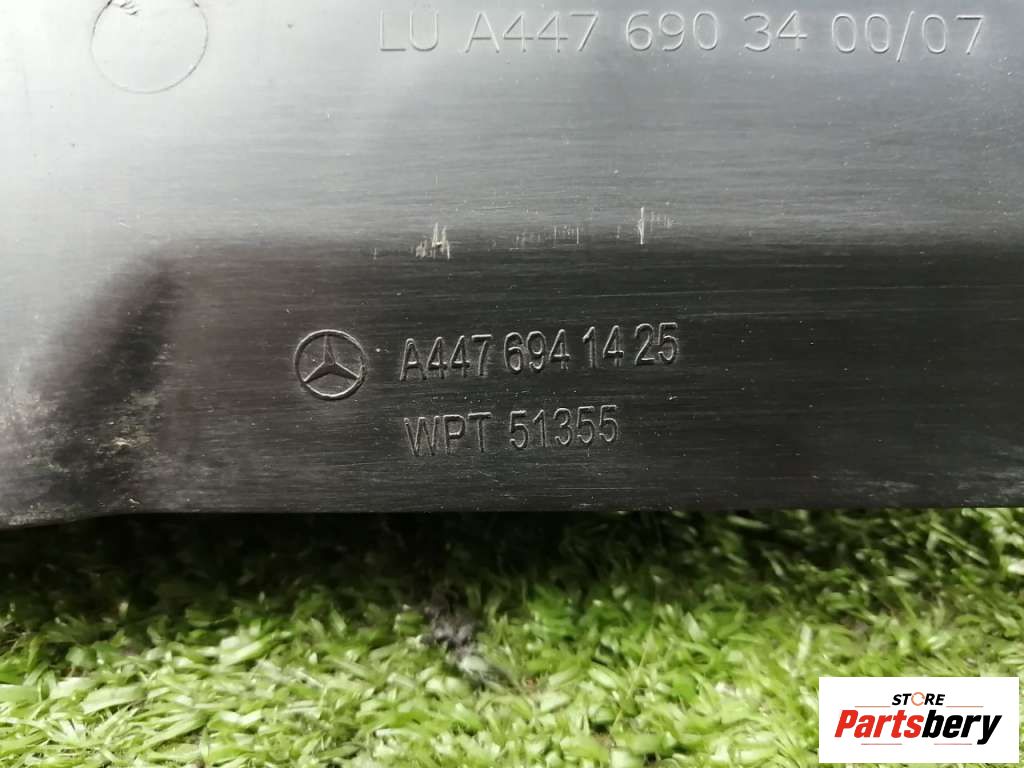 LU A447 690 34 00/07
A447 694 14 25
WPT 51355
STORE
Partsbery